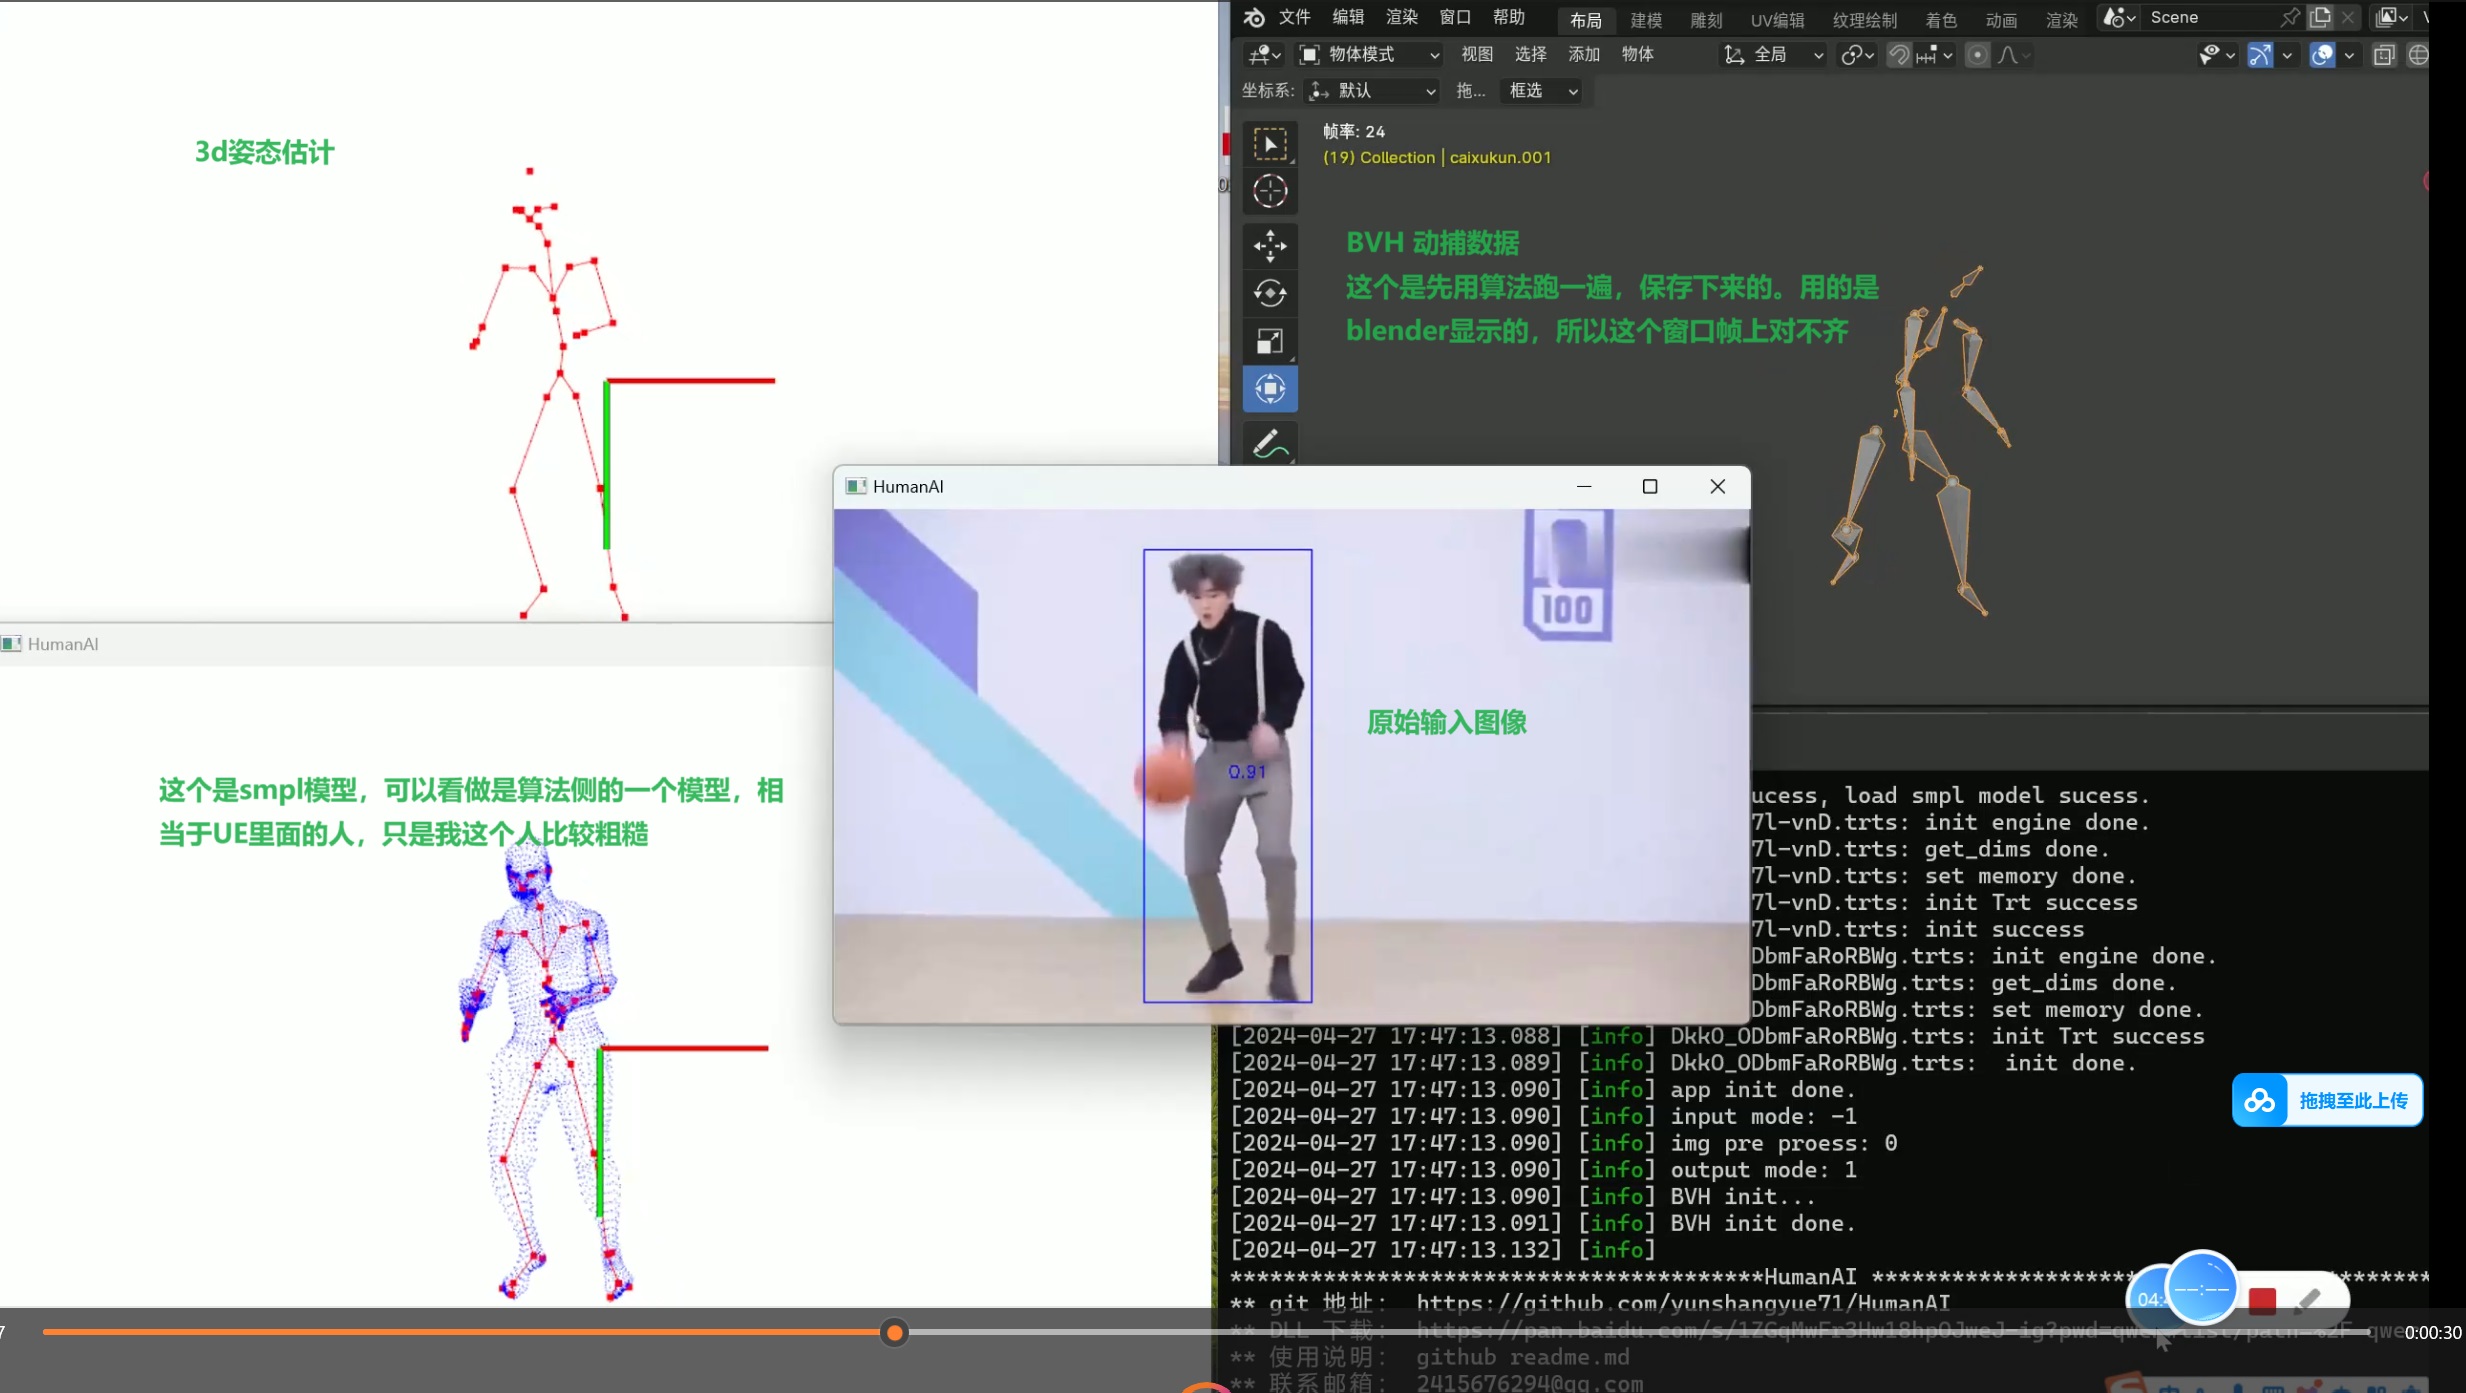 3d姿态估计
文件 编辑 渲染 窗口 帮助 布局 建模 雕刻 UV编辑 纹理绘制 着色 动画 渲染 Scene
物体模式 视图 选择 添加 物体 全局
坐标系: 默认 拖... 框选
帧率: 24
(19) Collection | caixukun.001
BVH 动捕数据
这个是先用算法跑一遍，保存下来的。用的是
blender显示的，所以这个窗口帧上对不齐
HumanAI
100
0.91
原始输入图像
HumanAI
这个是smpl模型，可以看做是算法侧的一个模型，相
当于UE里面的人，只是我这个人比较粗糙
ucess, load smpl model sucess.
7l-vnD.trts: init engine done.
7l-vnD.trts: get_dims done.
7l-vnD.trts: set memory done.
7l-vnD.trts: init Trt success
7l-vnD.trts: init success
DbmFaRoRBWg.trts: init engine done.
DbmFaRoRBWg.trts: get_dims done.
DbmFaRoRBWg.trts: set memory done.
[2024-04-27 17:47:13.088] [info] DkkO_ODbmFaRoRBWg.trts: init Trt success
[2024-04-27 17:47:13.089] [info] DkkO_ODbmFaRoRBWg.trts:  init done.
[2024-04-27 17:47:13.090] [info] app init done.
[2024-04-27 17:47:13.090] [info] input mode: -1
[2024-04-27 17:47:13.090] [info] img pre proess: 0
[2024-04-27 17:47:13.090] [info] output mode: 1
[2024-04-27 17:47:13.090] [info] BVH init...
[2024-04-27 17:47:13.091] [info] BVH init done.
[2024-04-27 17:47:13.132] [info]
拖拽至此上传
****************************************HumanAI ****************************************
** git 地址： https://github.com/yunshangyue71/HumanAI
** DLL 下载：
0:00:30
** 使用说明： github readme.md
** 联系邮箱： 2415676294@qq.com